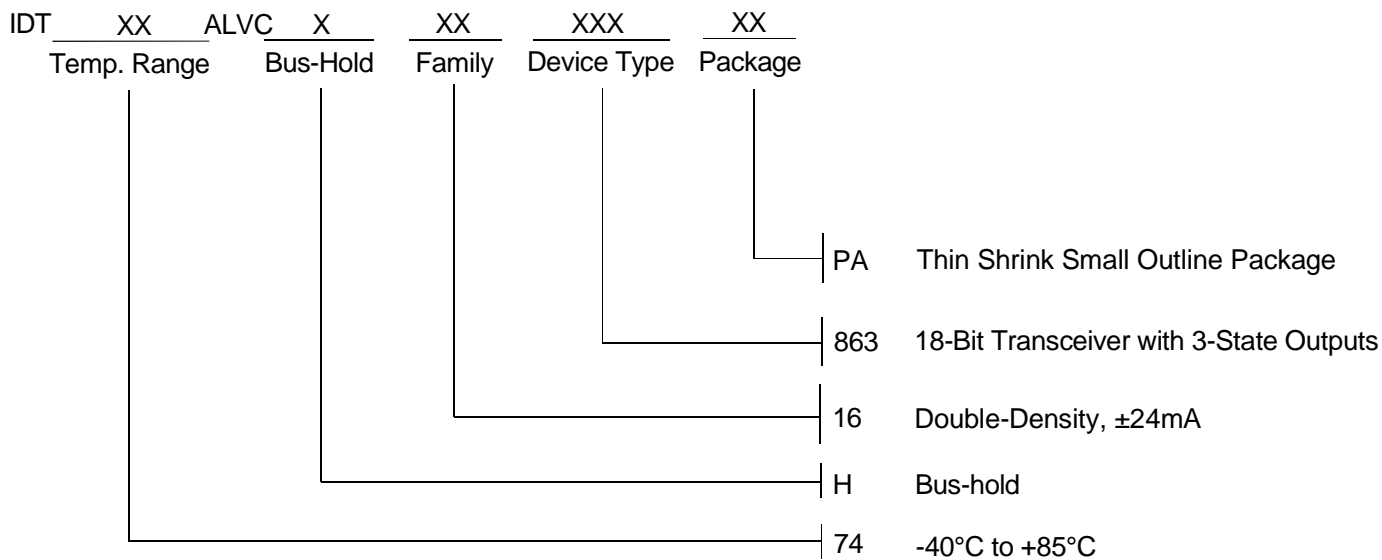 IDT XX ALVC X XX XXX XX
Temp. Range Bus-Hold Family Device Type Package
PA Thin Shrink Small Outline Package
863 18-Bit Transceiver with 3-State Outputs
16 Double-Density, ±24mA
H Bus-hold
74 -40°C to +85°C